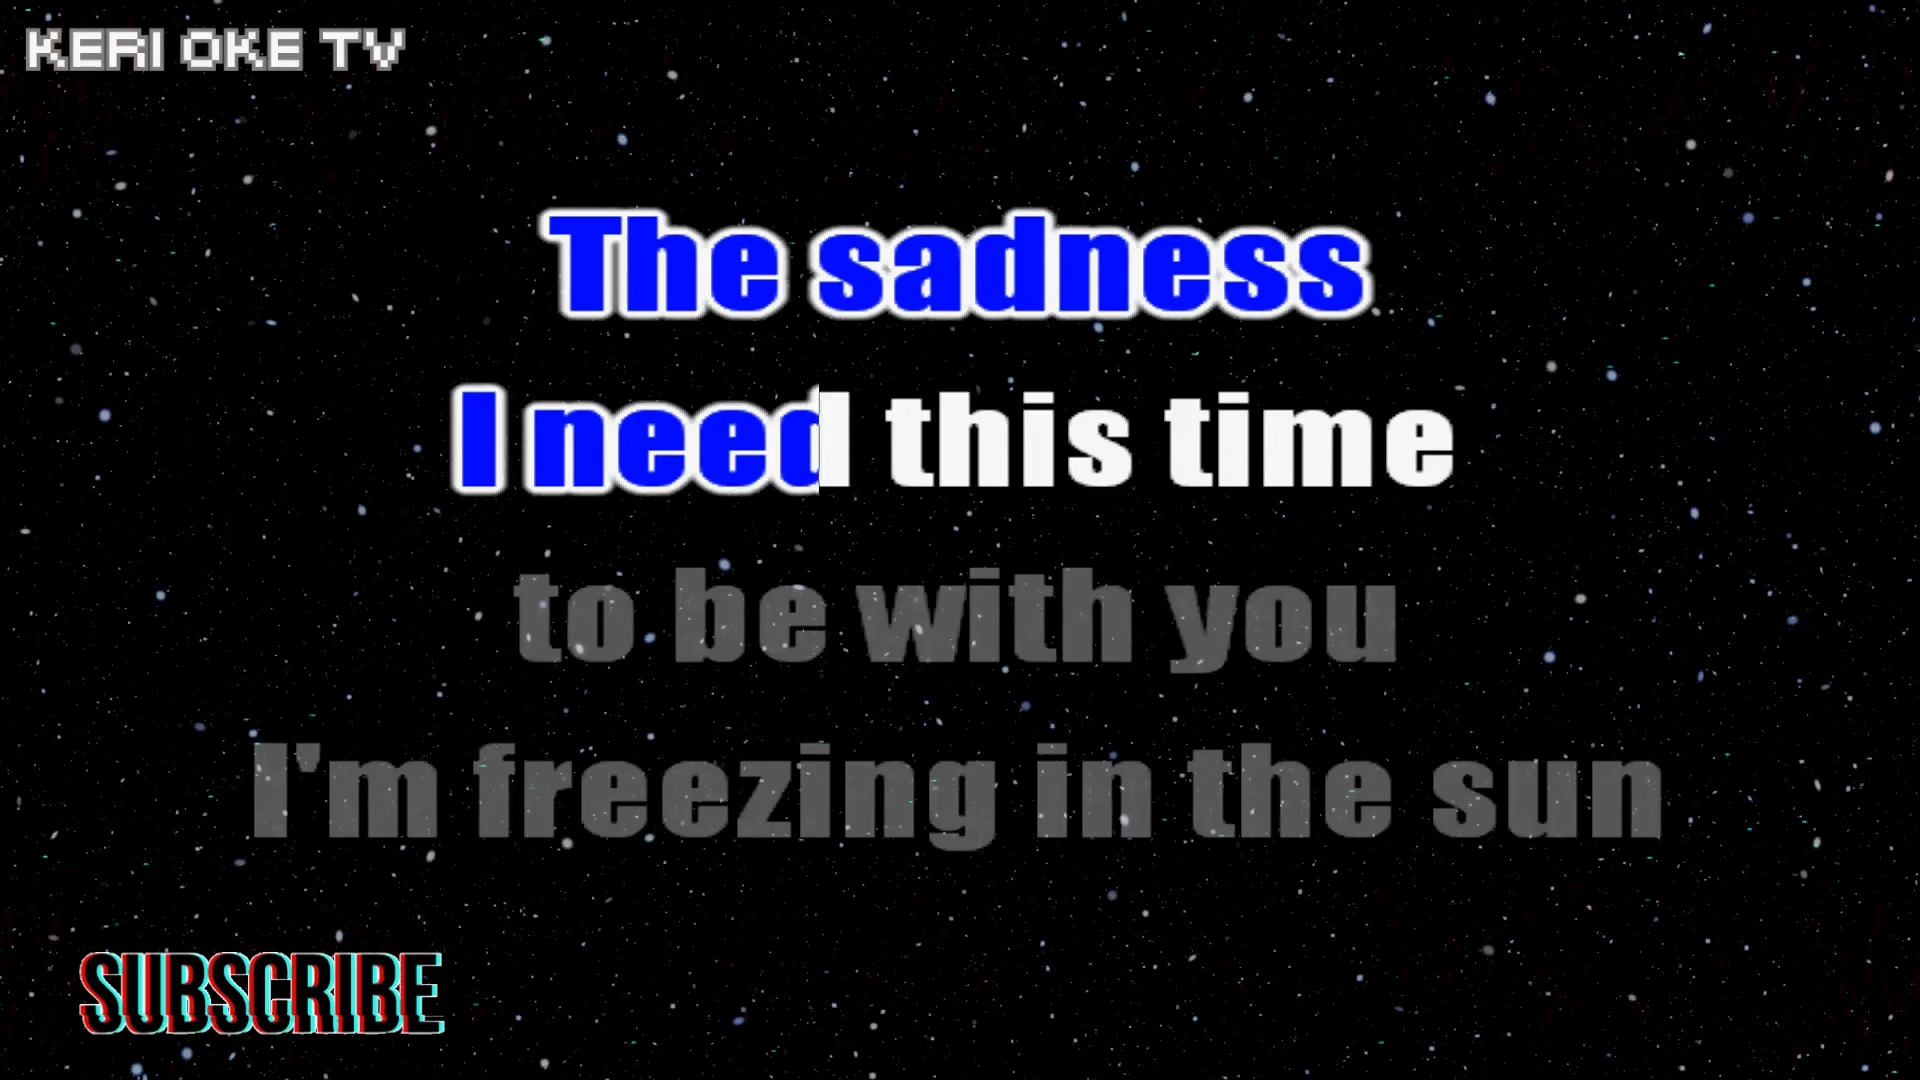 KERI OKE TV
The sadness
I need this time
to be with you
I'm freezing in the sun
SUBSCRIBE